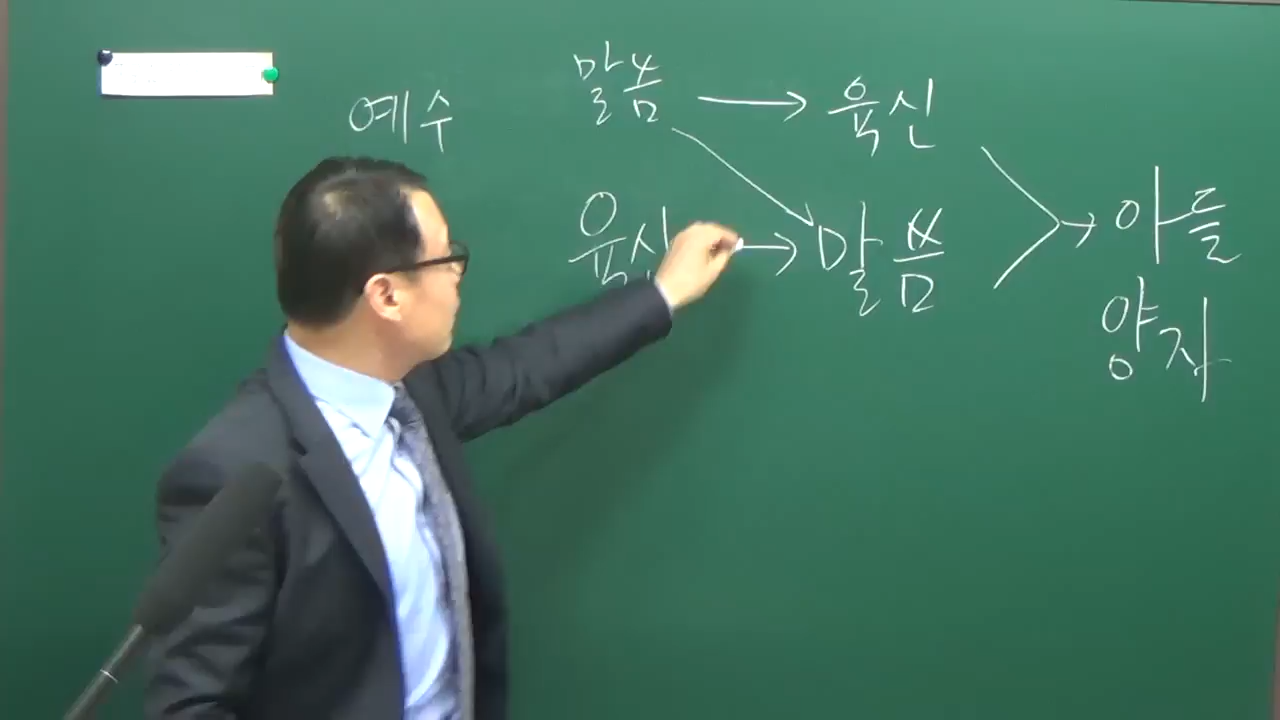 예수 말씀 → 육신
육신 → 말씀 → 아들
양자